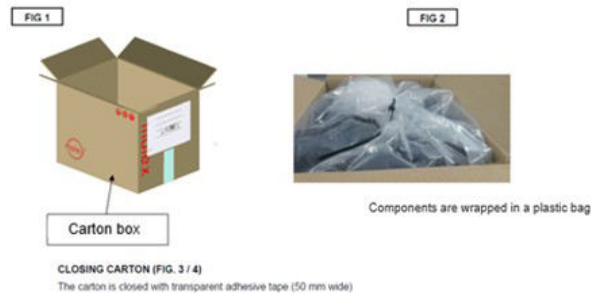 FIG 1
FIG 2
Carton box
Components are wrapped in a plastic bag
CLOSING CARTON (FIG. 3 / 4)
The carton is closed with transparent adhesive tape (50 mm wide)